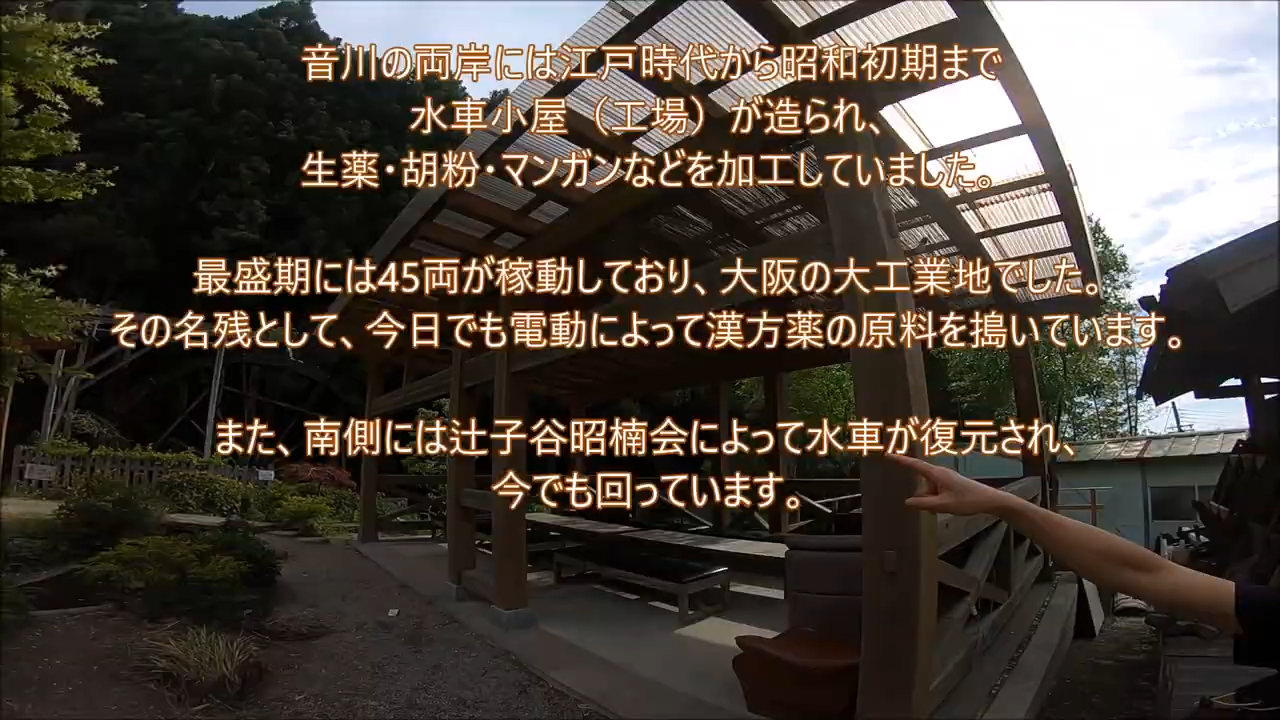 音川の両岸には江戸時代から昭和初期まで
水車小屋（工場）が造られ、
生薬・胡粉・マンガンなどを加工していました。
最盛期には45両が稼動しており、大阪の大工業地でした。
その名残として、今日でも電動によって漢方薬の原料を搗いています。
また、南側には辻子谷昭楠会によって水車が復元され、
今でも回っています。